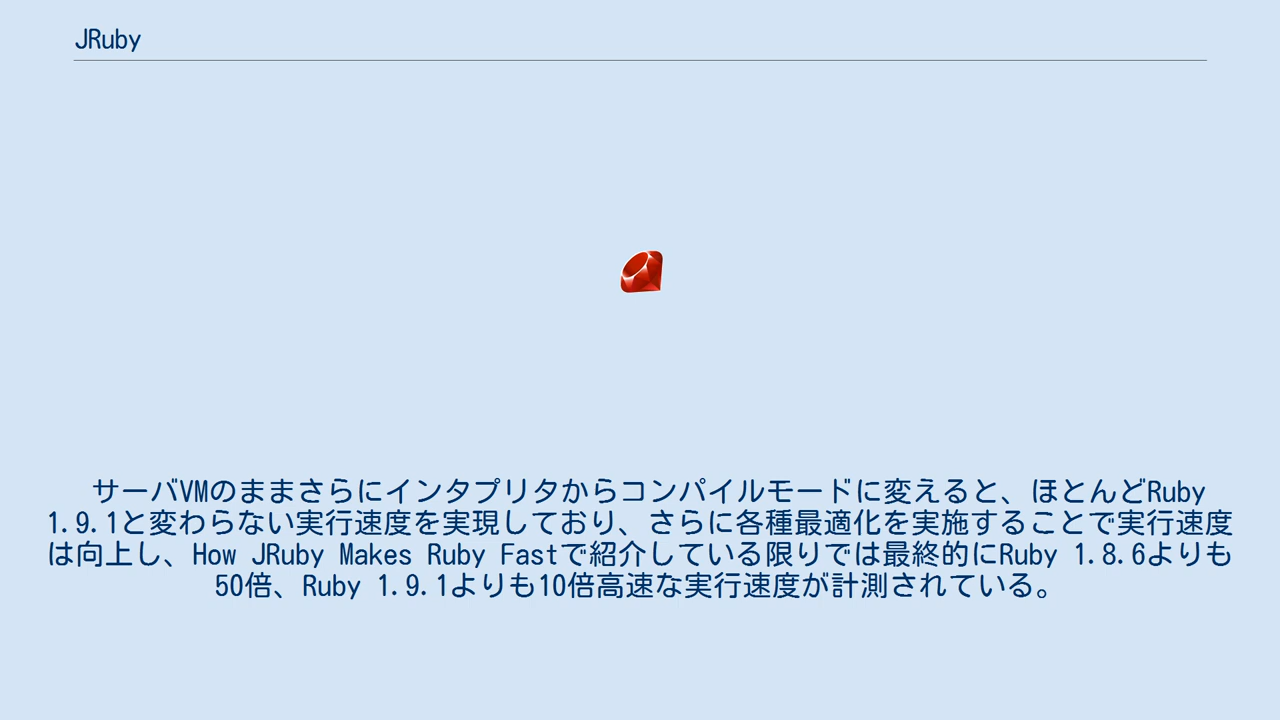 JRuby
サーバVMのままさらにインタプリタからコンパイルモードに変えると、ほとんどRuby
1.9.1と変わらない実行速度を実現しており、さらに各種最適化を実施することで実行速度
は向上し、How JRuby Makes Ruby Fastで紹介している限りでは最終的にRuby 1.8.6よりも
50倍、Ruby 1.9.1よりも10倍高速な実行速度が計測されている。